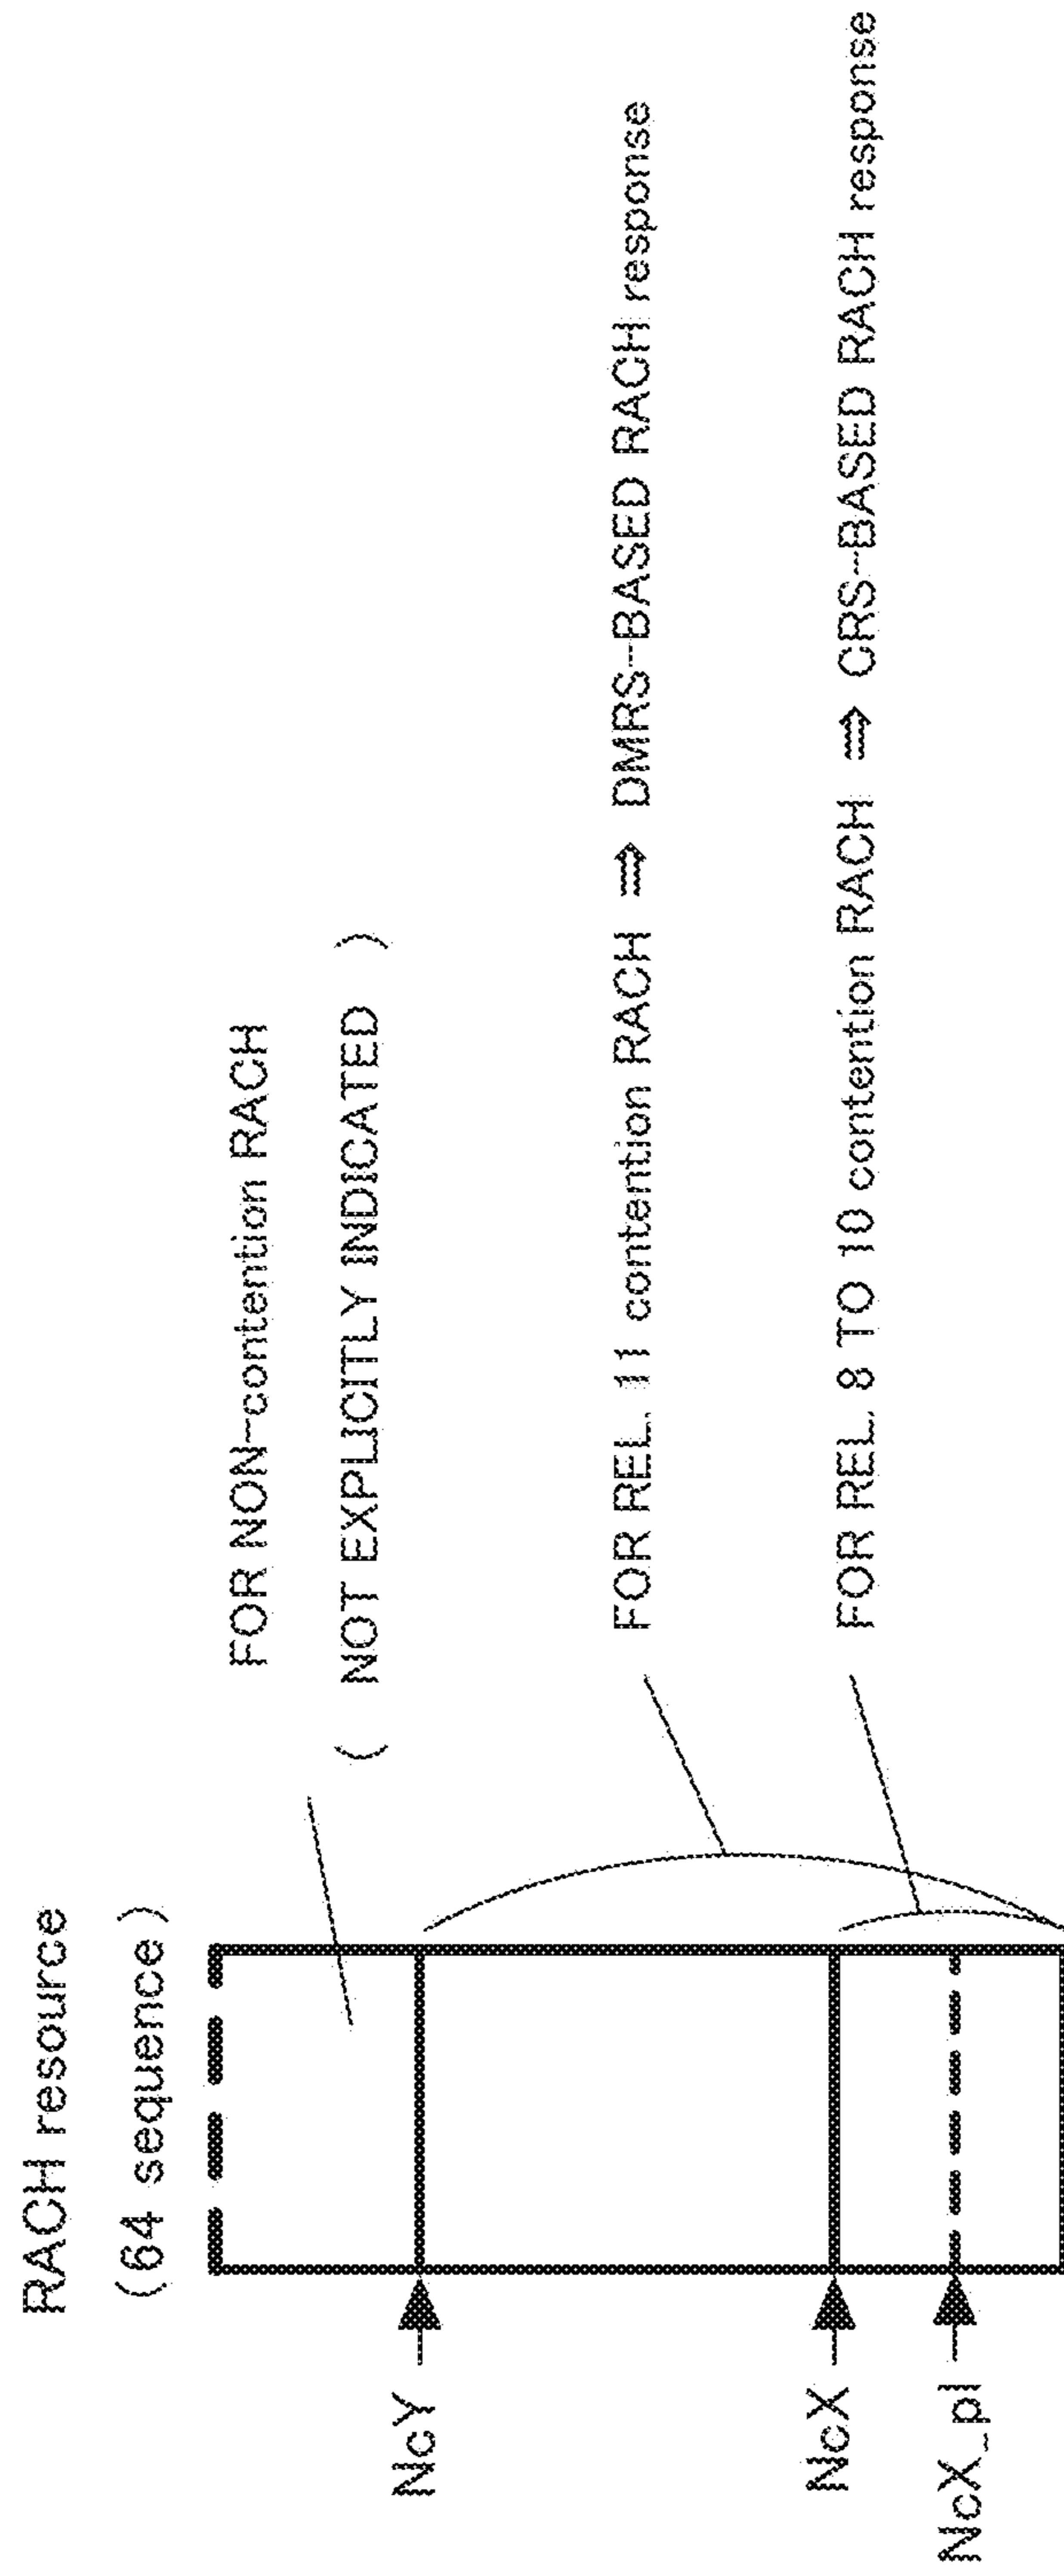 RACH resource
(64 sequence)
FOR NON-contention RACH
( NOT EXPLICITLY INDICATED )
NcY
FOR REL. 11 contention RACH ⇒ DMRS-BASED RACH response
NcX
FOR REL. 8 TO 10 contention RACH ⇒ CRS-BASED RACH response
NcX_pl